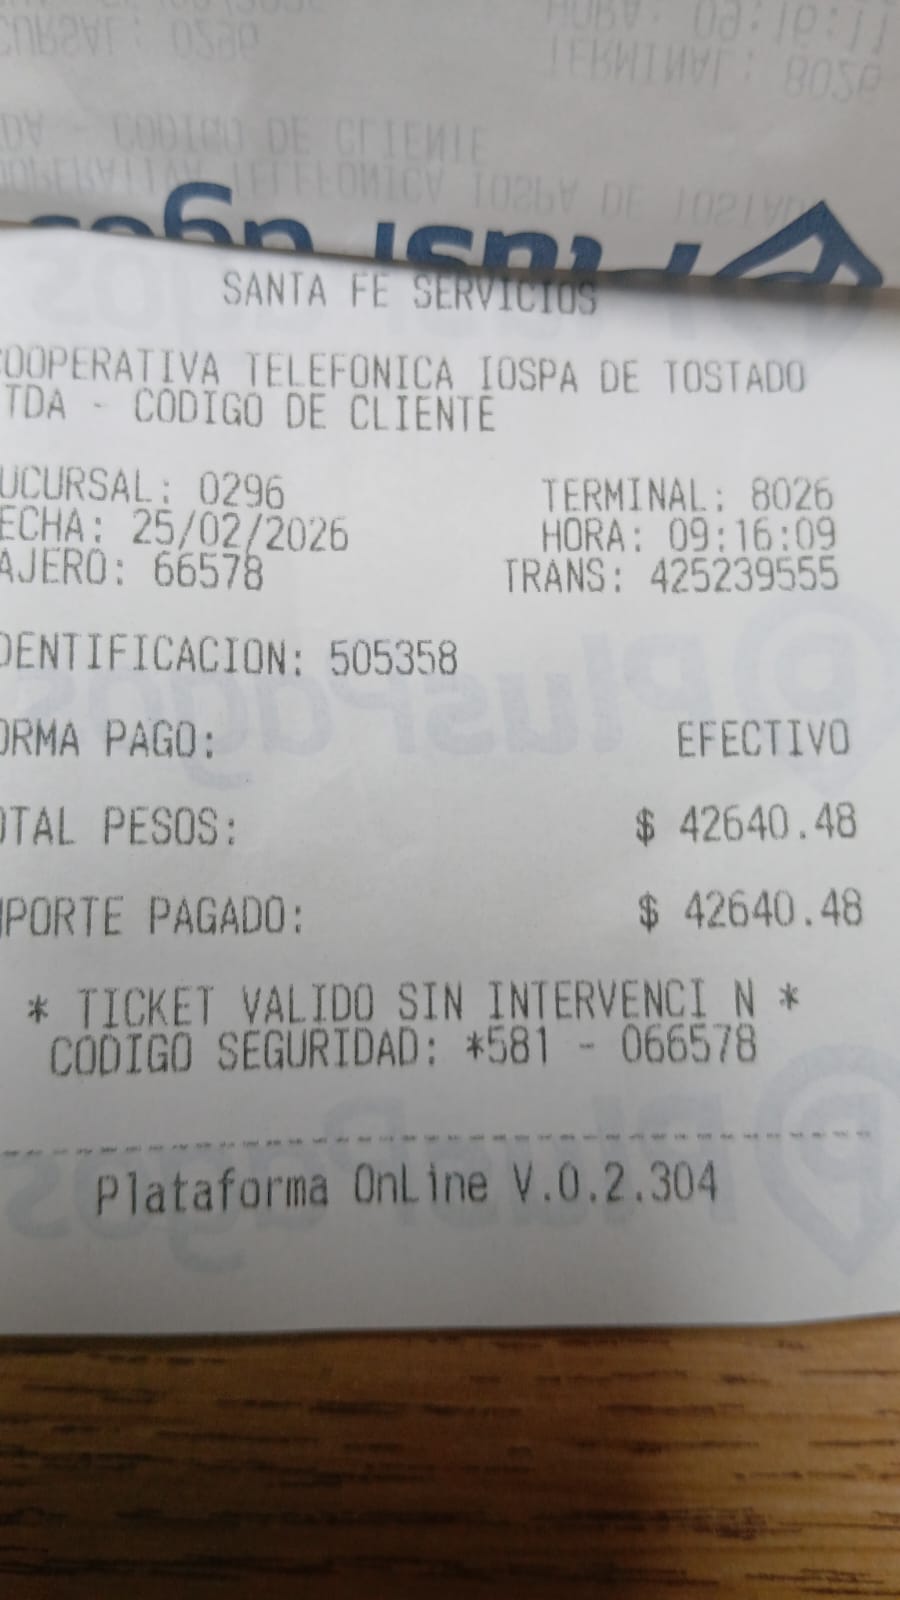 SANTA FE SERVICIOS
COOPERATIVA TELEFONICA IOSPA DE TOSTADO
TDA - CODIGO DE CLIENTE
UCURSAL: 0296 TERMINAL: 8026
ECHA: 25/02/2026 HORA: 09:16:09
AJERO: 66578 TRANS: 425239555
DENTIFICACION: 505358
ORMA PAGO: EFECTIVO
OTAL PESOS: $ 42640.48
MPORTE PAGADO: $ 42640.48
* TICKET VALIDO SIN INTERVENCI N *
CODIGO SEGURIDAD: *581 - 066578
Plataforma OnLine V.0.2.304